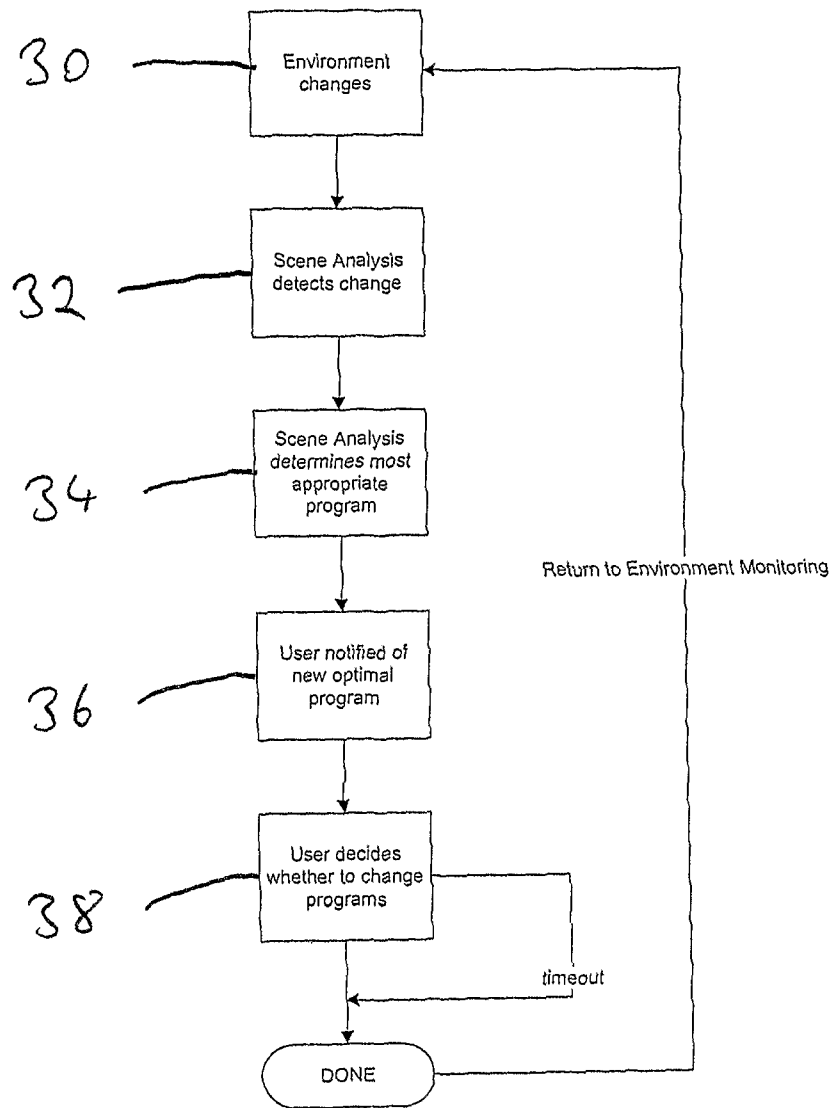 30
Environment
changes
32
Scene Analysis
detects change
34
Scene Analysis
determines most
appropriate
program
Return to Environment Monitoring
36
User notified of
new optimal
program
38
User decides
whether to change
programs
timeout
DONE